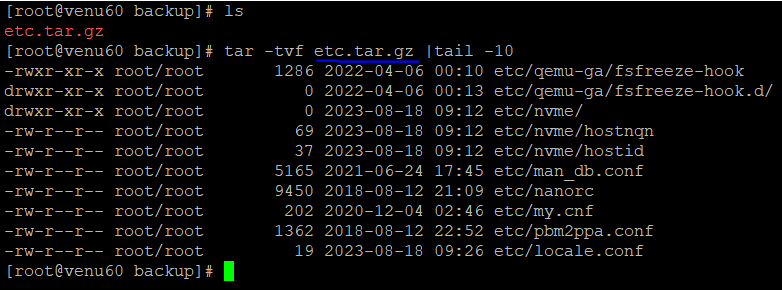 [root@venu60 backup]# ls
etc.tar.gz
[root@venu60 backup]# tar -tvf etc.tar.gz |tail -10
-rwxr-xr-x root/root      1286 2022-04-06 00:10 etc/qemu-ga/fsfreeze-hook
drwxr-xr-x root/root         0 2022-04-06 00:13 etc/qemu-ga/fsfreeze-hook.d/
drwxr-xr-x root/root         0 2023-08-18 09:12 etc/nvme/
-rw-r--r-- root/root        69 2023-08-18 09:12 etc/nvme/hostnqn
-rw-r--r-- root/root        37 2023-08-18 09:12 etc/nvme/hostid
-rw-r--r-- root/root      5165 2021-06-24 17:45 etc/man_db.conf
-rw-r--r-- root/root      9450 2018-08-12 21:09 etc/nanorc
-rw-r--r-- root/root       202 2020-12-04 02:46 etc/my.cnf
-rw-r--r-- root/root      1362 2018-08-12 22:52 etc/pbm2ppa.conf
-rw-r--r-- root/root        19 2023-08-18 09:26 etc/locale.conf
[root@venu60 backup]#